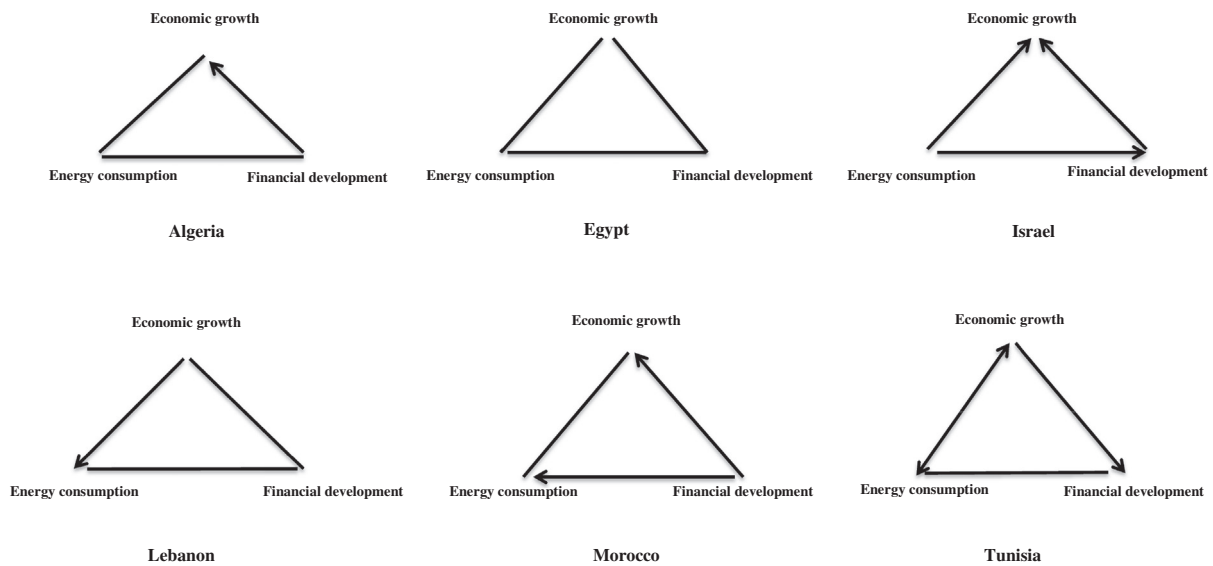 Economic growth
Economic growth
Economic growth
Energy consumption
Financial development
Energy consumption
Financial development
Energy consumption
Financial development
Algeria
Egypt
Israel
Economic growth
Economic growth
Economic growth
Energy consumption
Financial development
Energy consumption
Financial development
Energy consumption
Financial development
Lebanon
Morocco
Tunisia